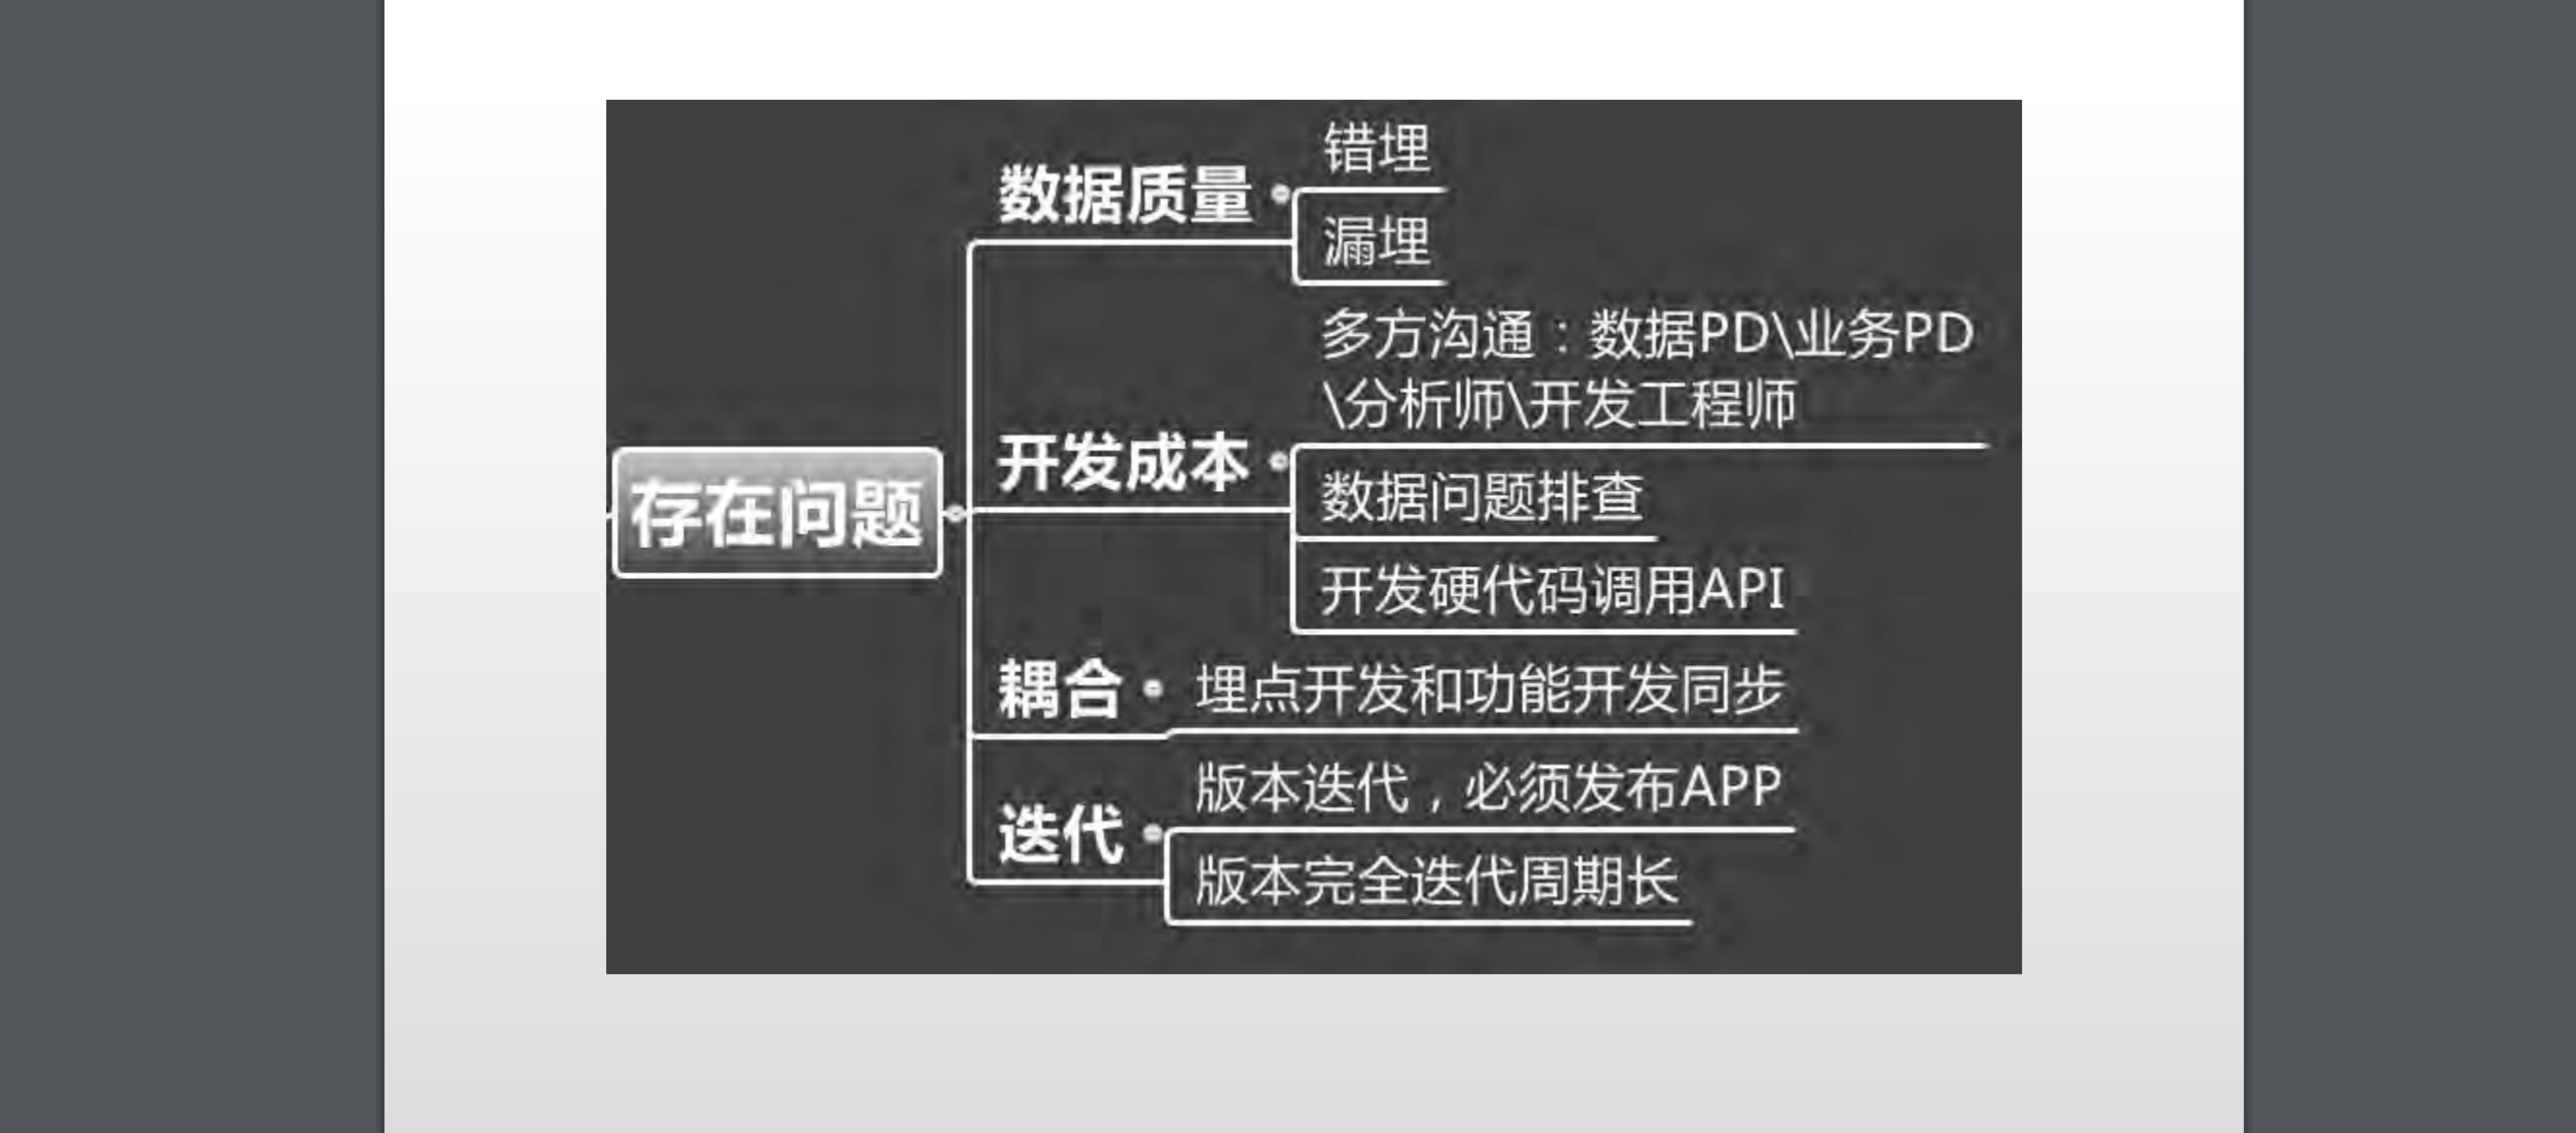 存在问题
数据质量
错埋
漏埋
开发成本
多方沟通：数据PD\业务PD
\分析师\开发工程师
数据问题排查
开发硬代码调用API
耦合
埋点开发和功能开发同步
迭代
版本迭代，必须发布APP
版本完全迭代周期长